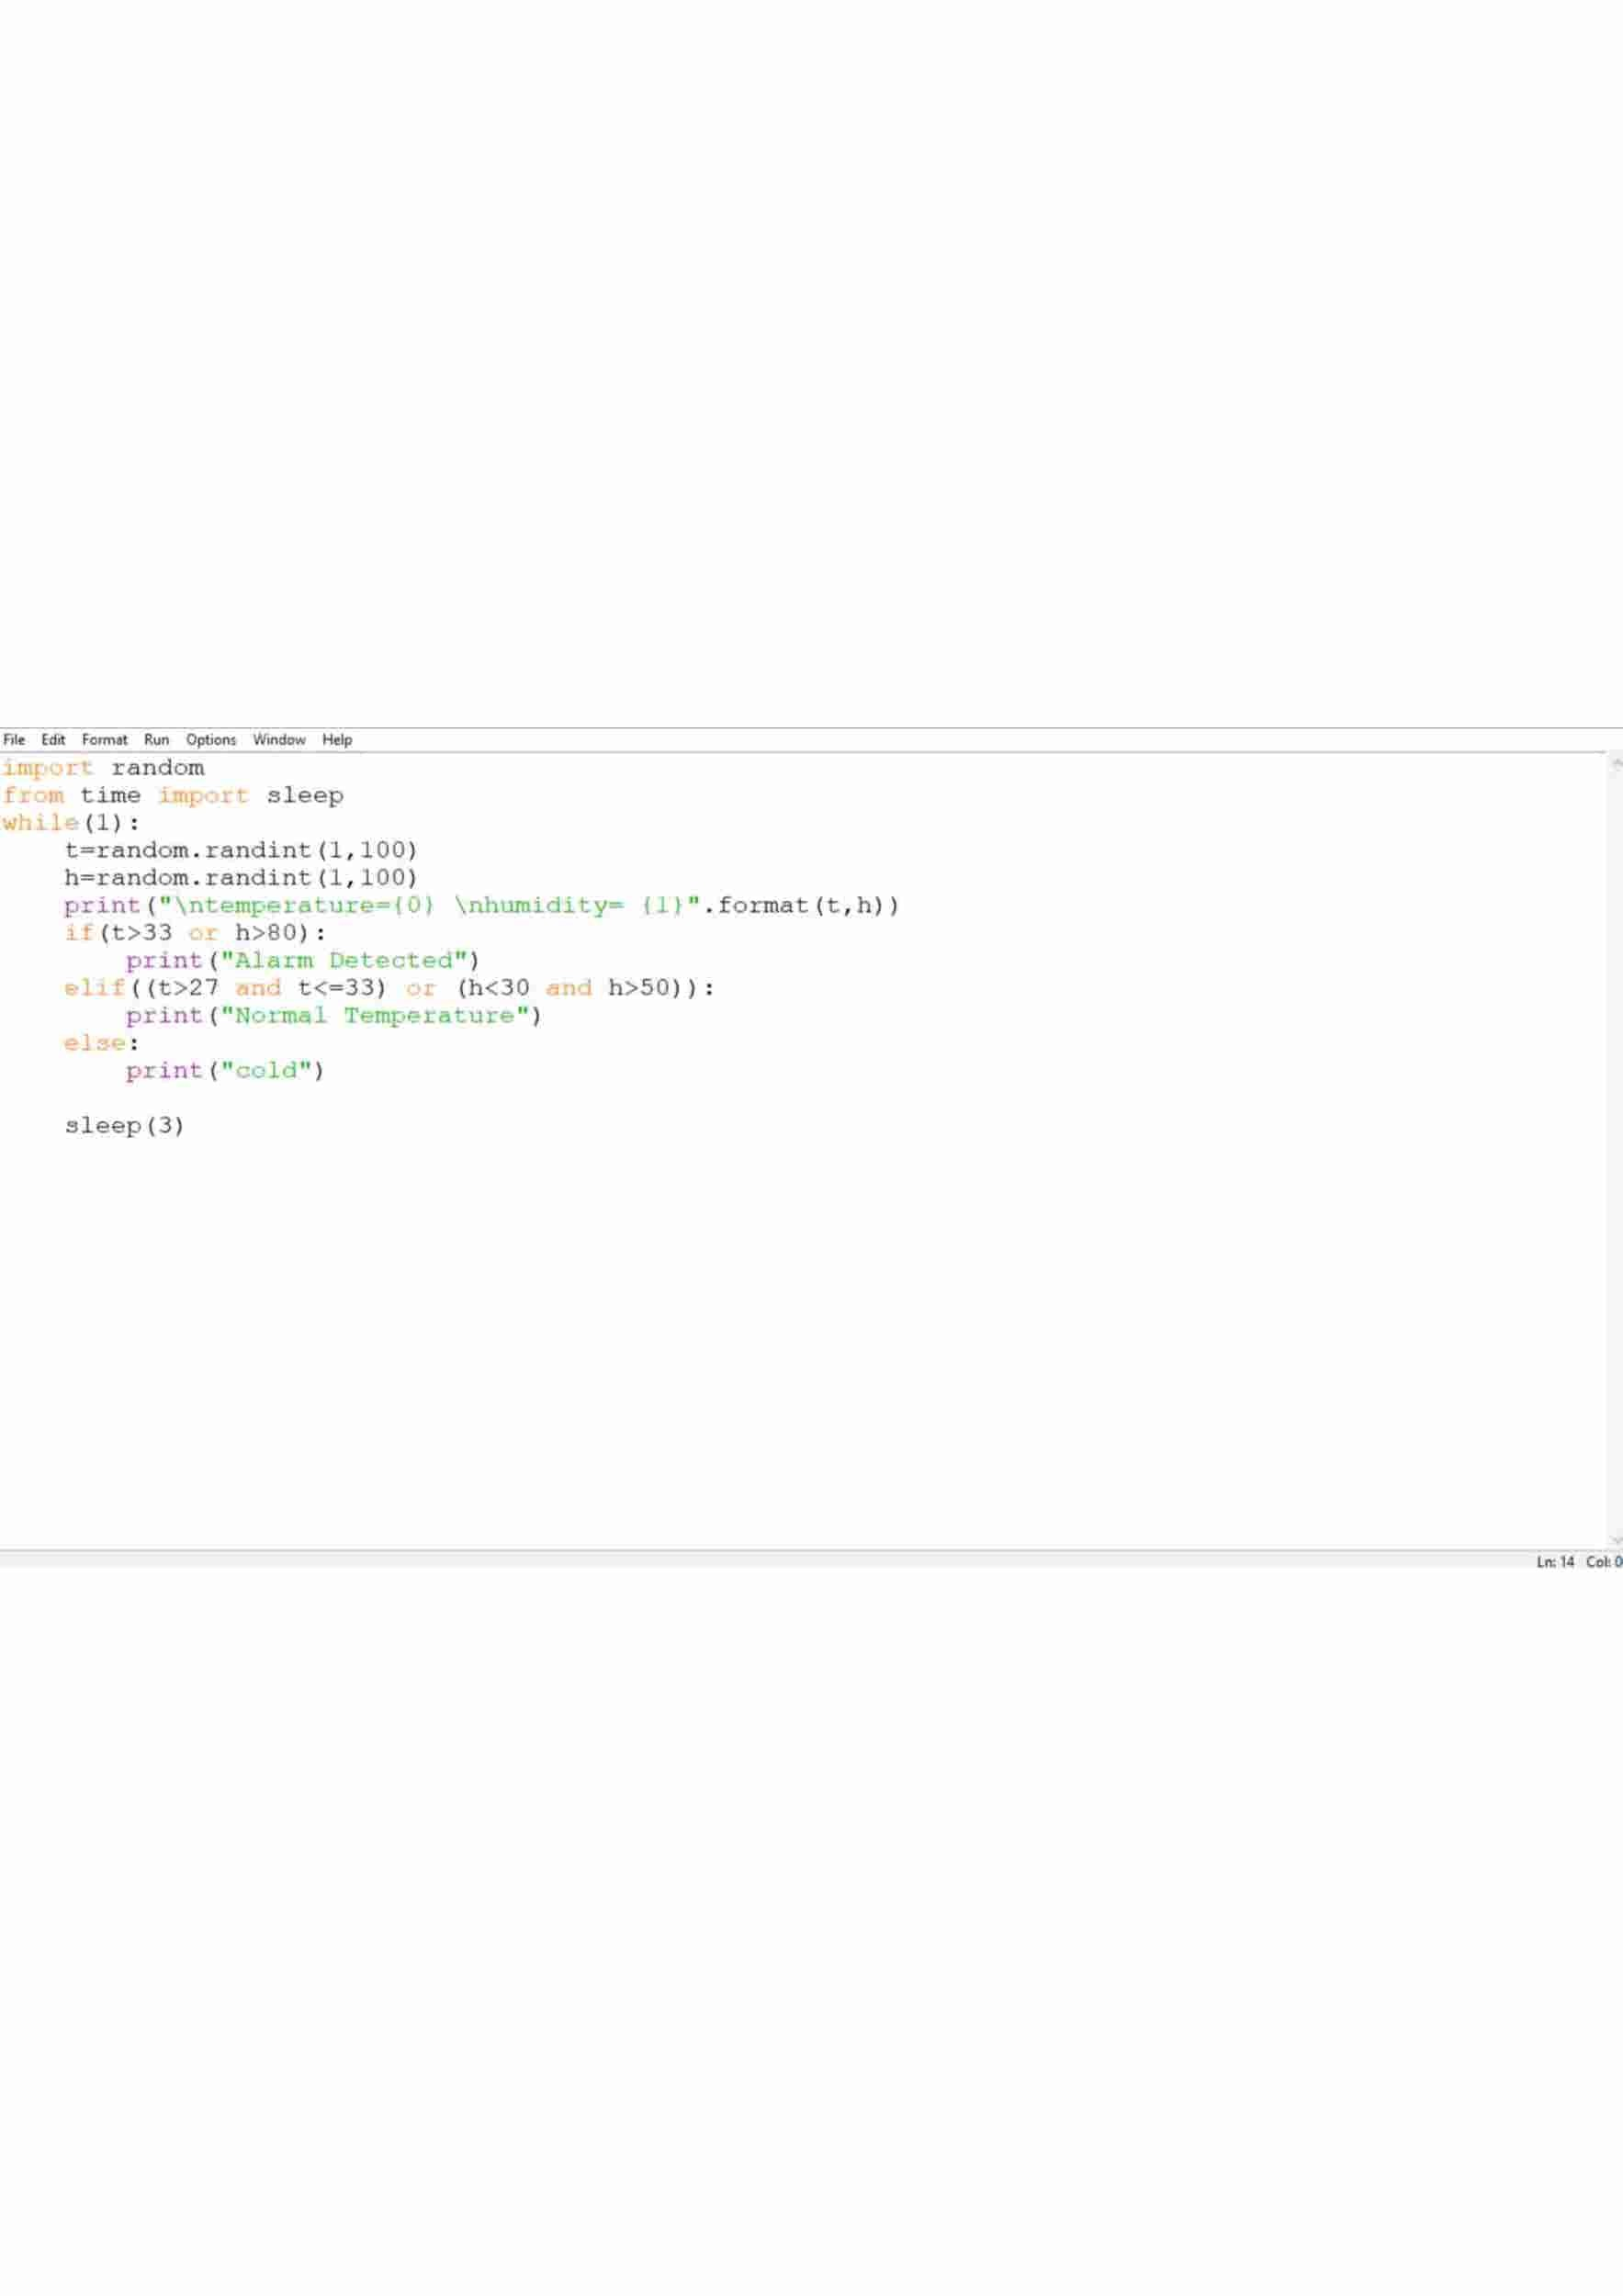 File Edit Format Run Options Window Help
import random
from time import sleep
while(1):
    t=random.randint(1,100)
    h=random.randint(1,100)
    print("\ntemperature={0} \nhumidity= {1}".format(t,h))
    if(t>33 or h>80):
        print("Alarm Detected")
    elif((t>27 and t<=33) or (h<30 and h>50)):
        print("Normal Temperature")
    else:
        print("cold")
    sleep(3)
Ln: 14 Col: 0